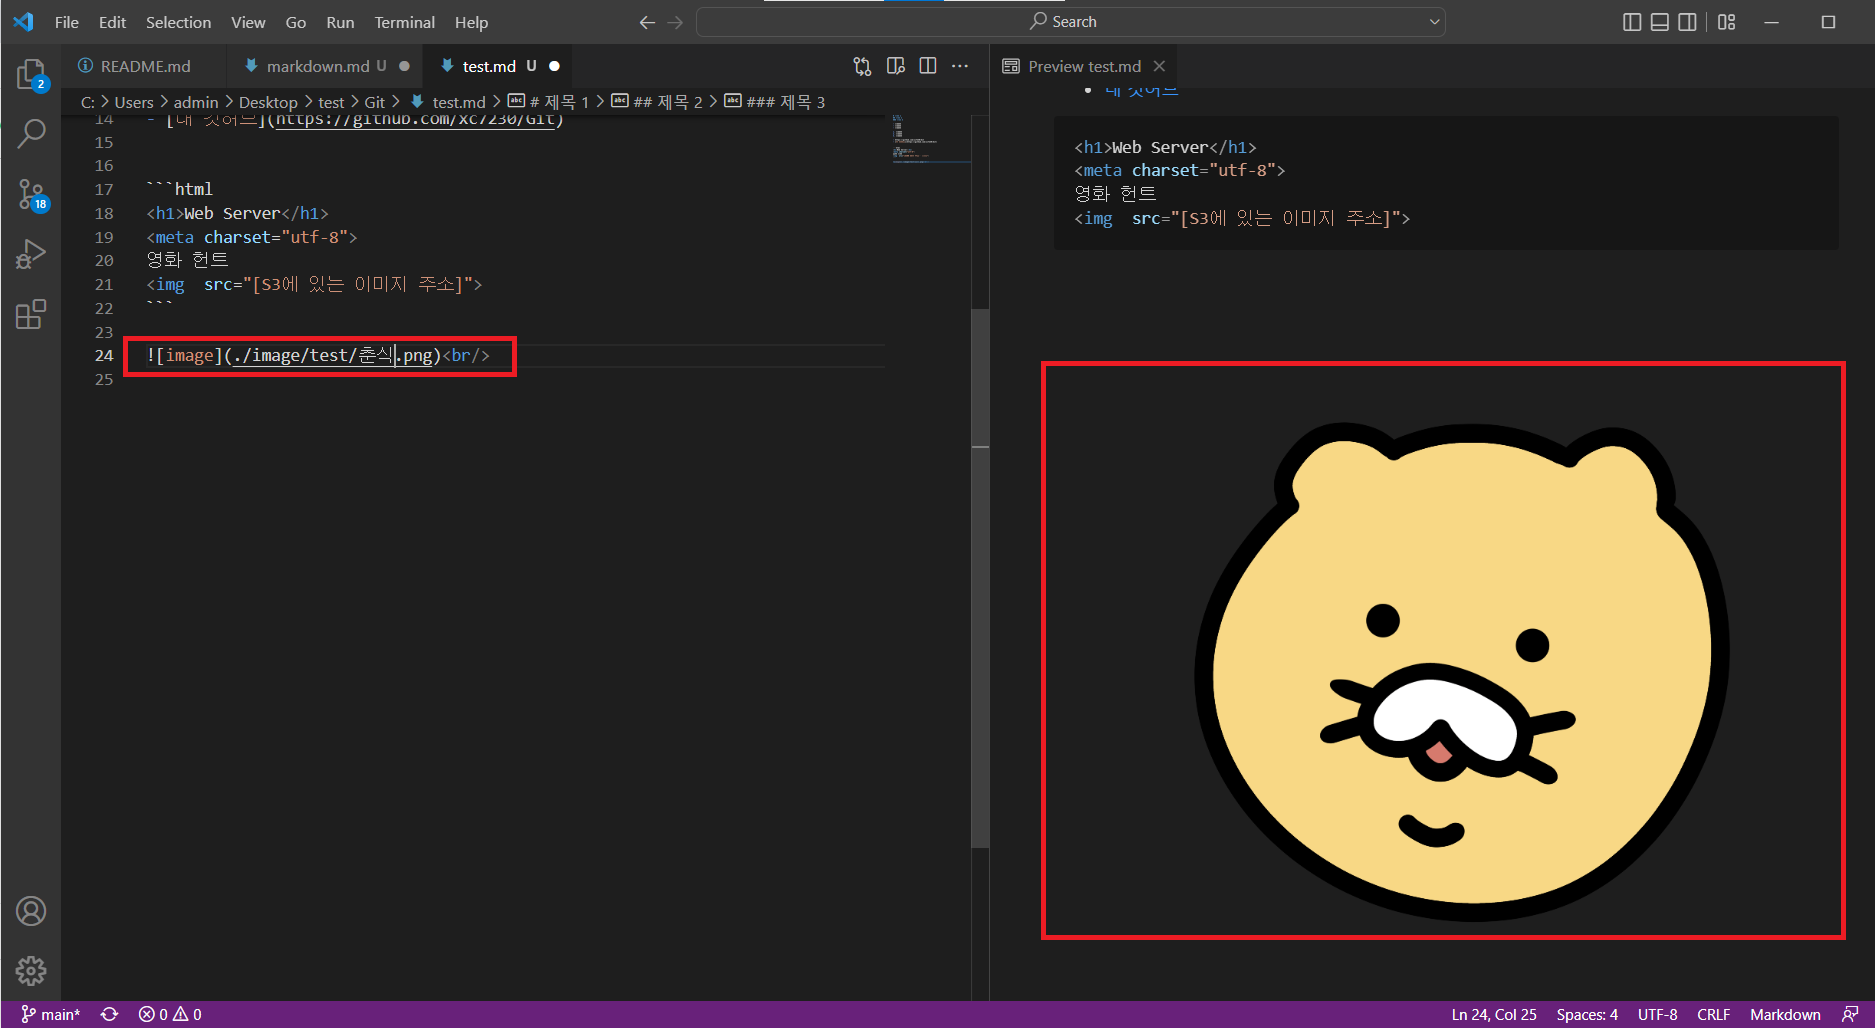 File Edit Selection View Go Run Terminal Help
Search
2
18
README.md
markdown.md U
test.md U
Preview test.md
C: > Users > admin > Desktop > test > Git > test.md > # 제목 1 > ## 제목 2 > ### 제목 3
14 - [내 깃허브](https://github.com/xc7230/Git)
15
16
17 ```html
18 <h1>Web Server</h1>
19 <meta charset="utf-8">
20 영화 헌트
21 <img  src="[S3에 있는 이미지 주소]">
22 ```
23
24 ![image](./image/test/춘식.png)<br/>
25
내 깃허브
<h1>Web Server</h1>
<meta charset="utf-8">
영화 헌트
<img  src="[S3에 있는 이미지 주소]">
main* 0 0
Ln 24, Col 25 Spaces: 4 UTF-8 CRLF Markdown